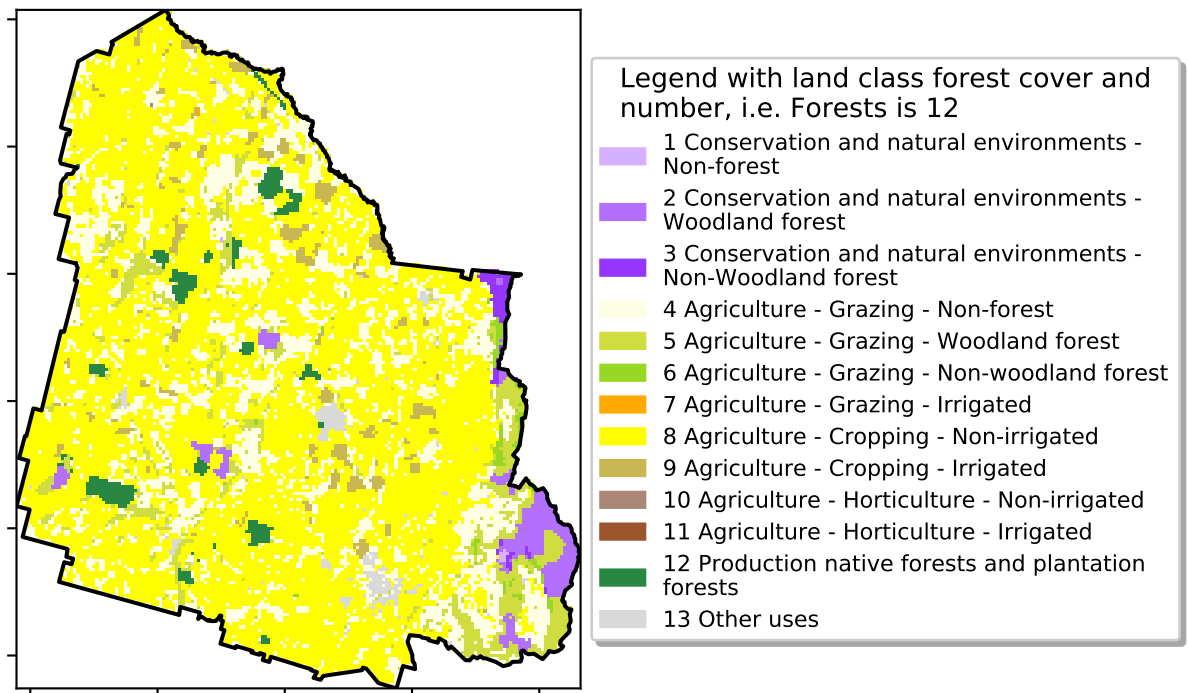 Legend with land class forest cover and
number, i.e. Forests is 12
1 Conservation and natural environments -
Non-forest
2 Conservation and natural environments -
Woodland forest
3 Conservation and natural environments -
Non-Woodland forest
4 Agriculture - Grazing - Non-forest
5 Agriculture - Grazing - Woodland forest
6 Agriculture - Grazing - Non-woodland forest
7 Agriculture - Grazing - Irrigated
8 Agriculture - Cropping - Non-irrigated
9 Agriculture - Cropping - Irrigated
10 Agriculture - Horticulture - Non-irrigated
11 Agriculture - Horticulture - Irrigated
12 Production native forests and plantation
forests
13 Other uses